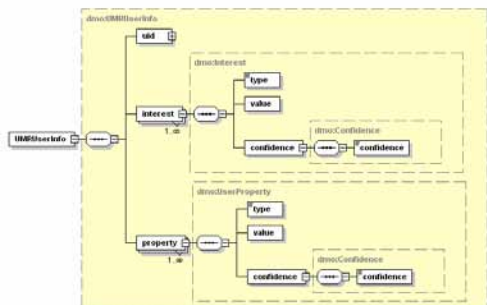 dmo:UMRUserInfo
uid
dmo:Interest
type
value
interest
1..∞
dmo:Confidence
confidence
confidence
UMRUserInfo
dmo:UserProperty
type
value
property
1..∞
dmo:Confidence
confidence
confidence